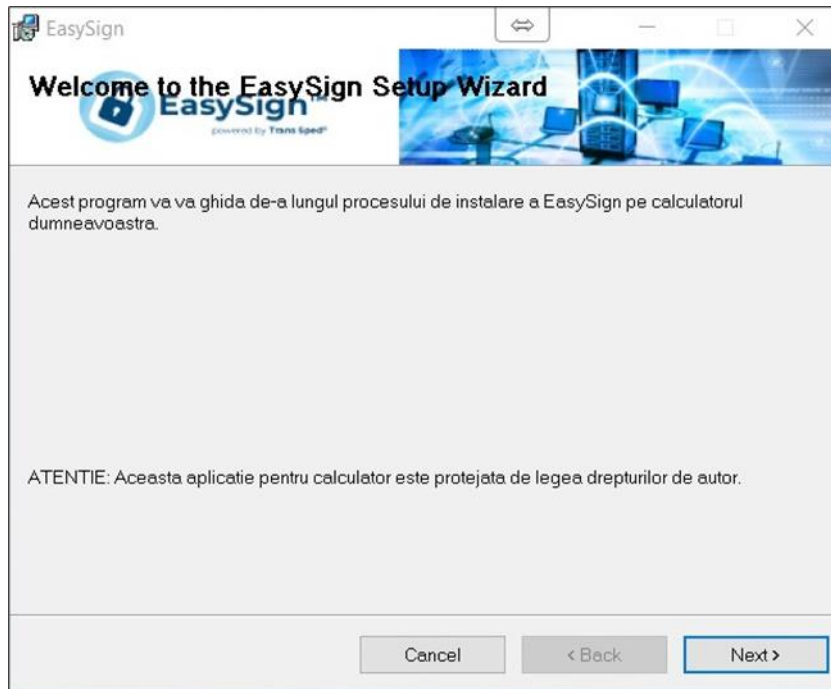 EasySign
Welcome to the EasySign Setup Wizard
EasySign™
powered by Trans Sped®
Acest program va va ghida de-a lungul procesului de instalare a EasySign pe calculatorul
dumneavoastra.
ATENTIE: Aceasta aplicatie pentru calculator este protejata de legea drepturilor de autor.
Cancel
< Back
Next >